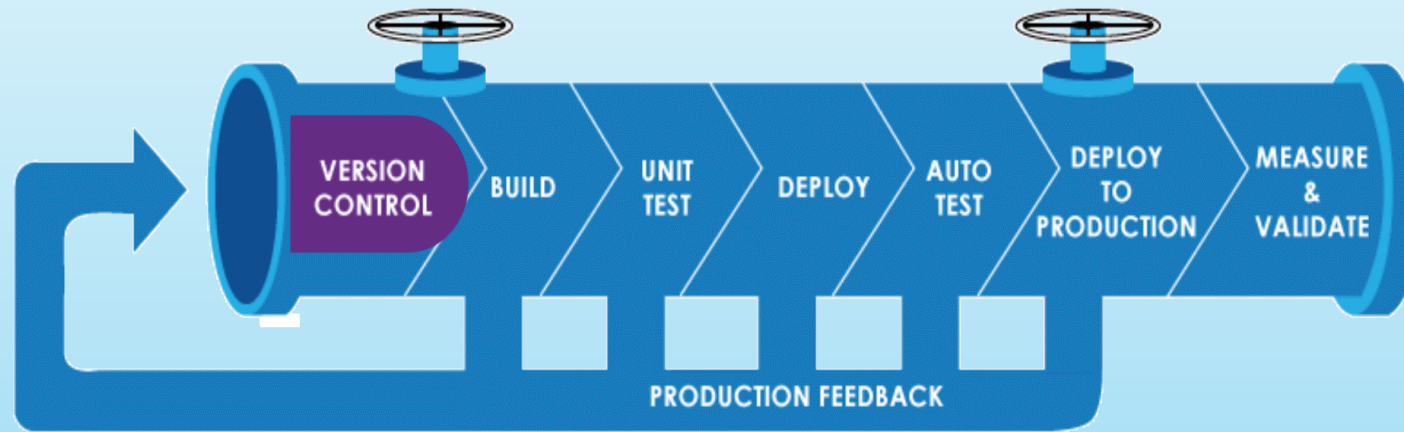 VERSION
CONTROL
BUILD
UNIT
TEST
DEPLOY
AUTO
TEST
DEPLOY
TO
PRODUCTION
MEASURE
&
VALIDATE
PRODUCTION FEEDBACK